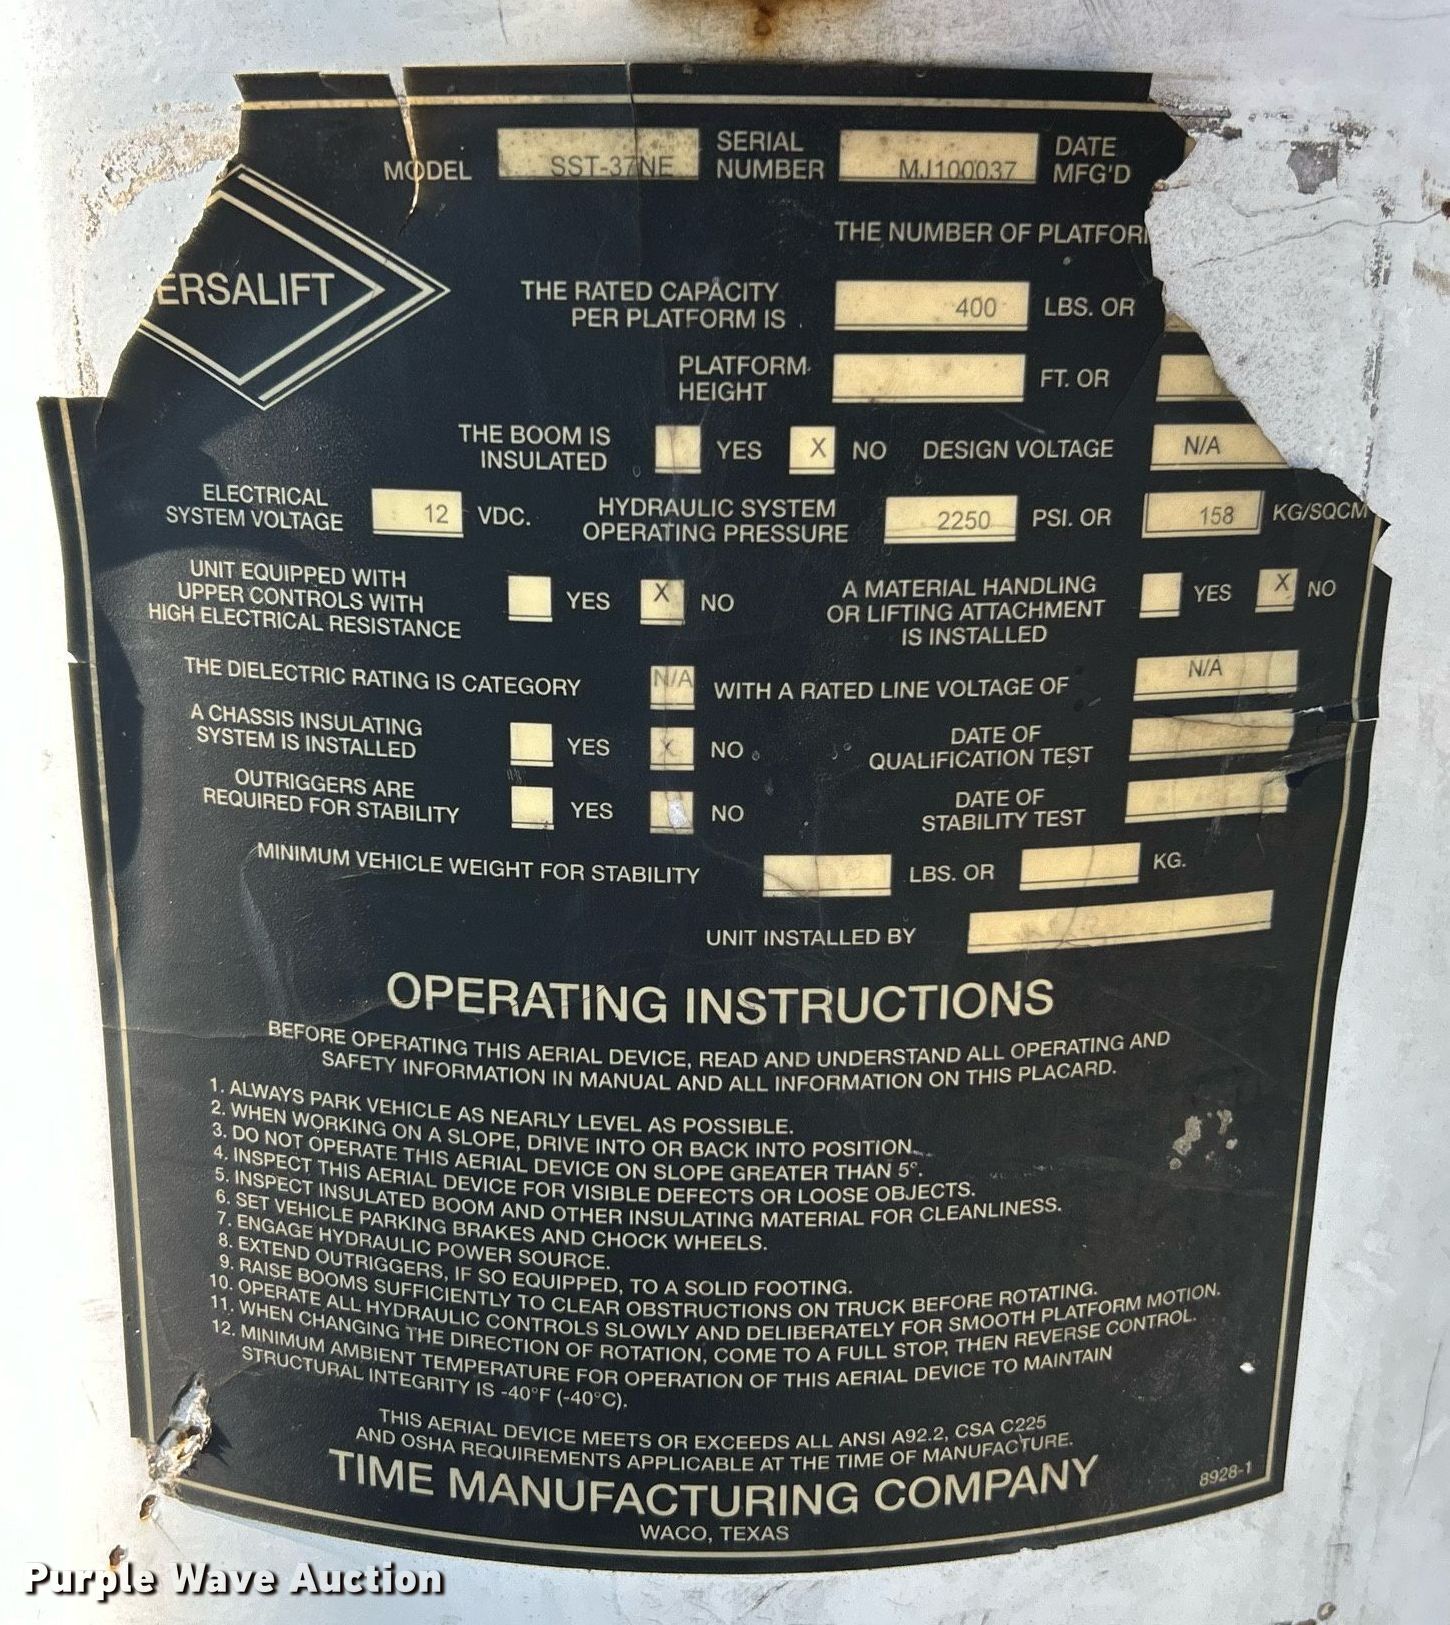 MODEL SST-37NE SERIAL NUMBER MJ100037 DATE MFG'D
THE NUMBER OF
ERSALIFT
THE RATED CAPACITY PER PLATFORM IS 400 LBS. OR
PLATFORM HEIGHT FT. OR
THE BOOM IS INSULATED YES X NO DESIGN VOLTAGE N/A
ELECTRICAL SYSTEM VOLTAGE 12 VDC. HYDRAULIC SYSTEM OPERATING PRESSURE 2250 PSI. OR 158 KG/SQCM
UNIT EQUIPPED WITH UPPER CONTROLS WITH HIGH ELECTRICAL RESISTANCE YES X NO A MATERIAL HANDLING OR LIFTING ATTACHMENT IS INSTALLED YES X NO
THE DIELECTRIC RATING IS CATEGORY N/A WITH A RATED LINE VOLTAGE OF N/A
A CHASSIS INSULATING SYSTEM IS INSTALLED YES X NO DATE OF QUALIFICATION TEST
OUTRIGGERS ARE REQUIRED FOR STABILITY YES NO DATE OF STABILITY TEST
MINIMUM VEHICLE WEIGHT FOR STABILITY LBS. OR KG.
UNIT INSTALLED BY
OPERATING INSTRUCTIONS
BEFORE OPERATING THIS AERIAL DEVICE, READ AND UNDERSTAND ALL OPERATING AND
SAFETY INFORMATION IN MANUAL AND ALL INFORMATION ON THIS PLACARD.
1. ALWAYS PARK VEHICLE AS NEARLY LEVEL AS POSSIBLE.
2. WHEN WORKING ON A SLOPE, DRIVE INTO OR BACK INTO POSITION.
3. DO NOT OPERATE THIS AERIAL DEVICE ON SLOPE GREATER THAN 5°.
4. INSPECT THIS AERIAL DEVICE FOR VISIBLE DEFECTS OR LOOSE OBJECTS.
5. INSPECT INSULATED BOOM AND OTHER INSULATING MATERIAL FOR CLEANLINESS.
6. SET VEHICLE PARKING BRAKES AND CHOCK WHEELS.
7. ENGAGE HYDRAULIC POWER SOURCE.
8. EXTEND OUTRIGGERS, IF SO EQUIPPED, TO A SOLID FOOTING.
9. RAISE BOOMS SUFFICIENTLY TO CLEAR OBSTRUCTIONS ON TRUCK BEFORE ROTATING.
10. OPERATE ALL HYDRAULIC CONTROLS SLOWLY AND DELIBERATELY FOR SMOOTH PLATFORM MOTION.
11. WHEN CHANGING THE DIRECTION OF ROTATION, COME TO A FULL STOP, THEN REVERSE CONTROL.
12. MINIMUM AMBIENT TEMPERATURE FOR OPERATION OF THIS AERIAL DEVICE TO MAINTAIN
STRUCTURAL INTEGRITY IS -40°F (-40°C).
THIS AERIAL DEVICE MEETS OR EXCEEDS ALL ANSI A92.2, CSA C225
AND OSHA REQUIREMENTS APPLICABLE AT THE TIME OF MANUFACTURE.
TIME MANUFACTURING COMPANY
WACO, TEXAS
8928-1
Purple Wave Auction